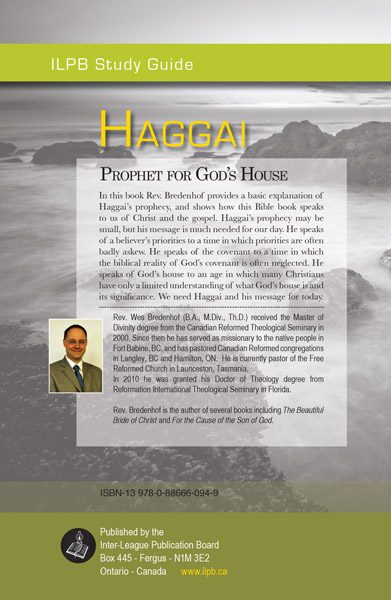 ILPB Study Guide
HAGGAI
PROPHET FOR GOD'S HOUSE
In this book Rev. Bredenhof provides a basic explanation of
Haggai's prophecy, and shows how this Bible book speaks
to us of Christ and the gospel. Haggai's prophecy may be
small, but his message is much needed for our day. He speaks
of a believer's priorities to a time in which priorities are often
badly askew. He speaks of the covenant to a time in which
the biblical reality of God's covenant is often neglected. He
speaks of God's house to an age in which many Christians
have only a limited understanding of what God's house is and
its significance. We need Haggai and his message for today.
Rev. Wes Bredenhof (B.A., M.Div., Th.D.) received the Master of
Divinity degree from the Canadian Reformed Theological Seminary in
2000. Since then he has served as missionary to the native people in
Fort Babine, BC, and has pastored Canadian Reformed congregations
in Langley, BC and Hamilton, ON. He is currently pastor of the Free
Reformed Church in Launceston, Tasmania.
In 2010 he was granted his Doctor of Theology degree from
Reformation International Theological Seminary in Florida.
Rev. Bredenhof is the author of several books including The Beautiful
Bride of Christ and For the Cause of the Son of God.
ISBN-13 978-0-88666-094-9
Published by the
Inter-League Publication Board
Box 445 - Fergus - N1M 3E2
Ontario - Canada www.ilpb.ca